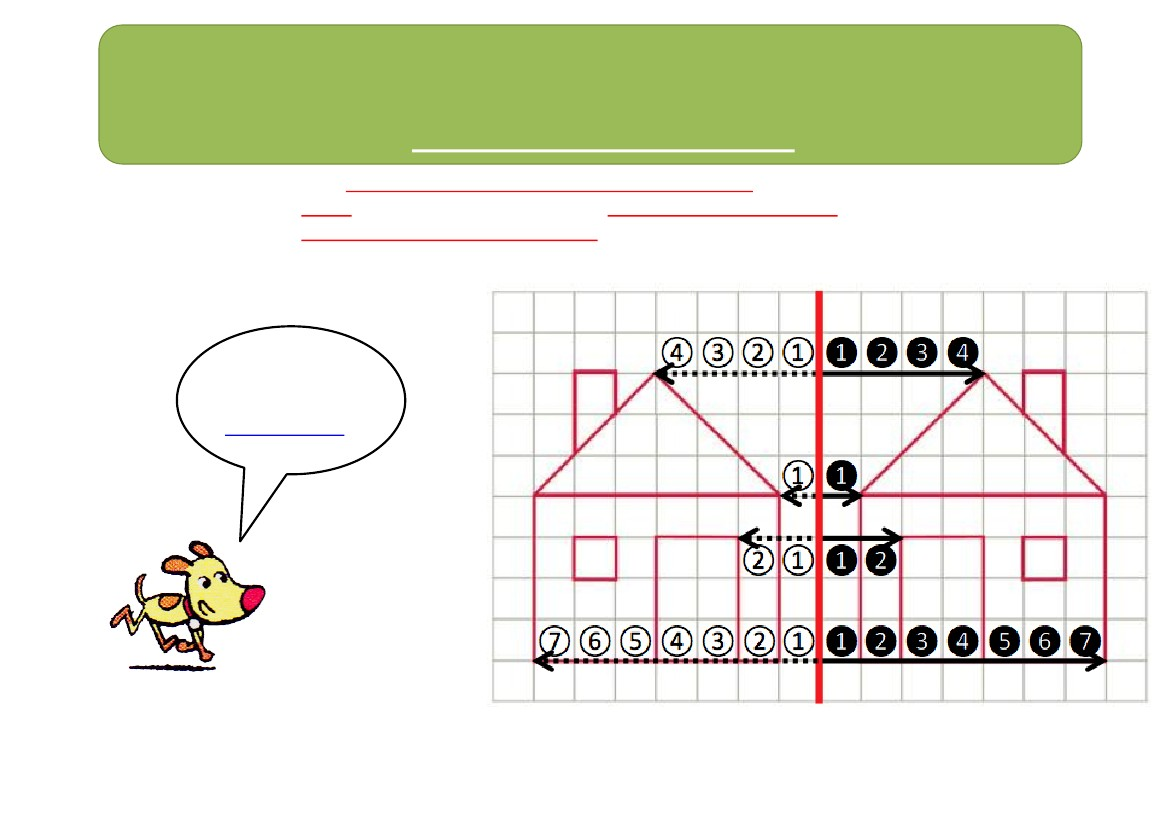 ④ ③ ② ① ❶ ❷ ❸ ❹
① ❶
② ① ❶ ❷
⑦ ⑥ ⑤ ④ ③ ② ① ❶ ❷ ❸ ❹ ❺ ❻ ❼